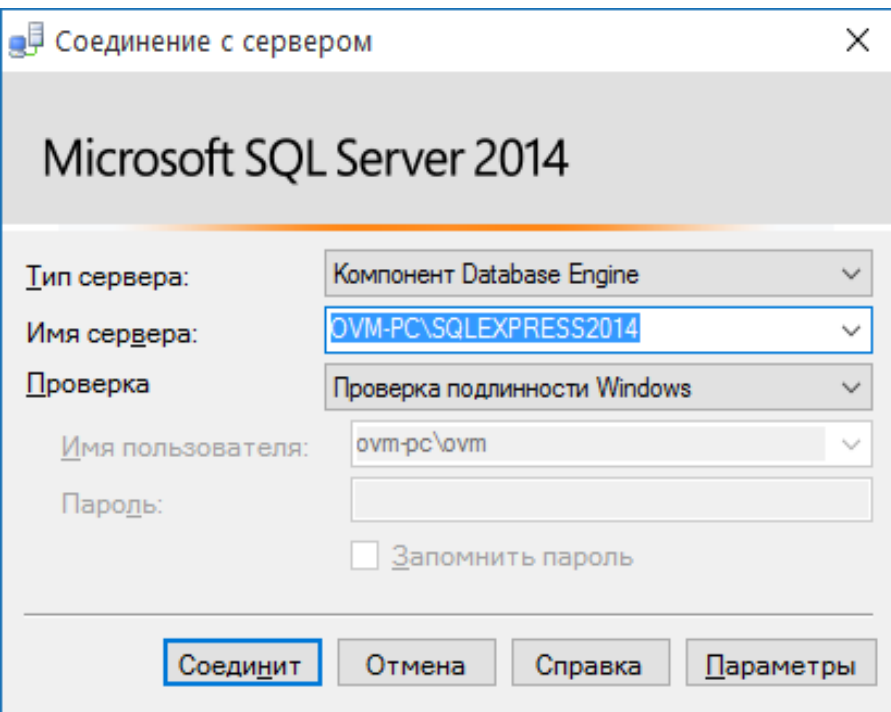 Соединение с сервером
Microsoft SQL Server 2014
Тип сервера: Компонент Database Engine
Имя сервера: OVM-PC\SQLEXPRESS2014
Проверка Проверка подлинности Windows
Имя пользователя: ovm-pc\ovm
Пароль:
Запомнить пароль
Соединит Отмена Справка Параметры